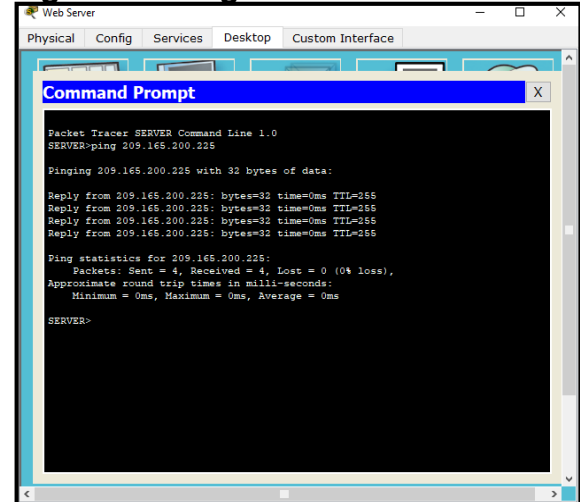 Web Server
Physical Config Services Desktop Custom Interface
Command Prompt X
Packet Tracer SERVER Command Line 1.0
SERVER>ping 209.165.200.225
Pinging 209.165.200.225 with 32 bytes of data:
Reply from 209.165.200.225: bytes=32 time=0ms TTL=255
Reply from 209.165.200.225: bytes=32 time=0ms TTL=255
Reply from 209.165.200.225: bytes=32 time=0ms TTL=255
Reply from 209.165.200.225: bytes=32 time=0ms TTL=255
Ping statistics for 209.165.200.225:
Packets: Sent = 4, Received = 4, Lost = 0 (0% loss),
Approximate round trip times in milli-seconds:
Minimum = 0ms, Maximum = 0ms, Average = 0ms
SERVER>